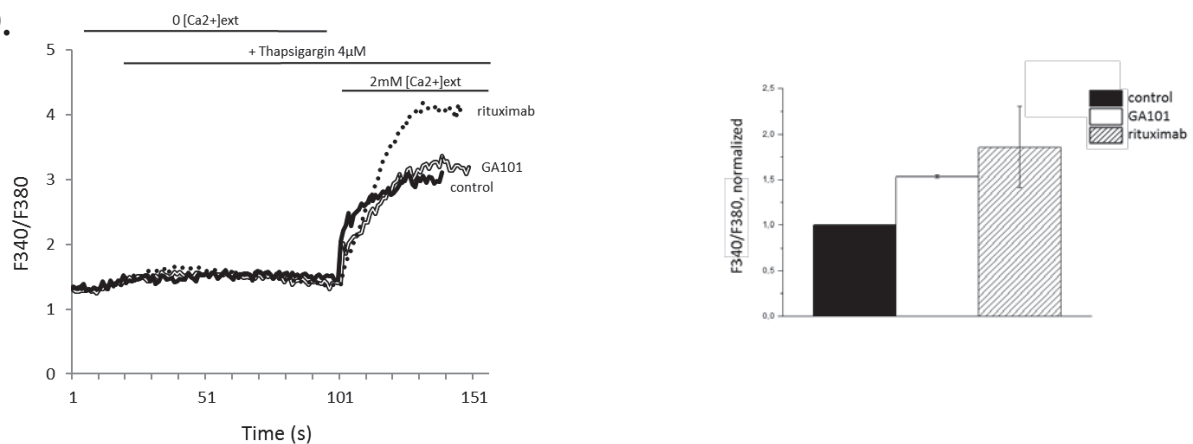 0 [Ca2+]ext
+ Thapsigargin 4µM
2mM [Ca2+]ext
5
4
3
2
1
0
F340/F380
rituximab
GA101
control
1
51
101
151
Time (s)
2,5
2,0
1,5
1,0
0,5
0,0
F340/F380, normalized
control
GA101
rituximab